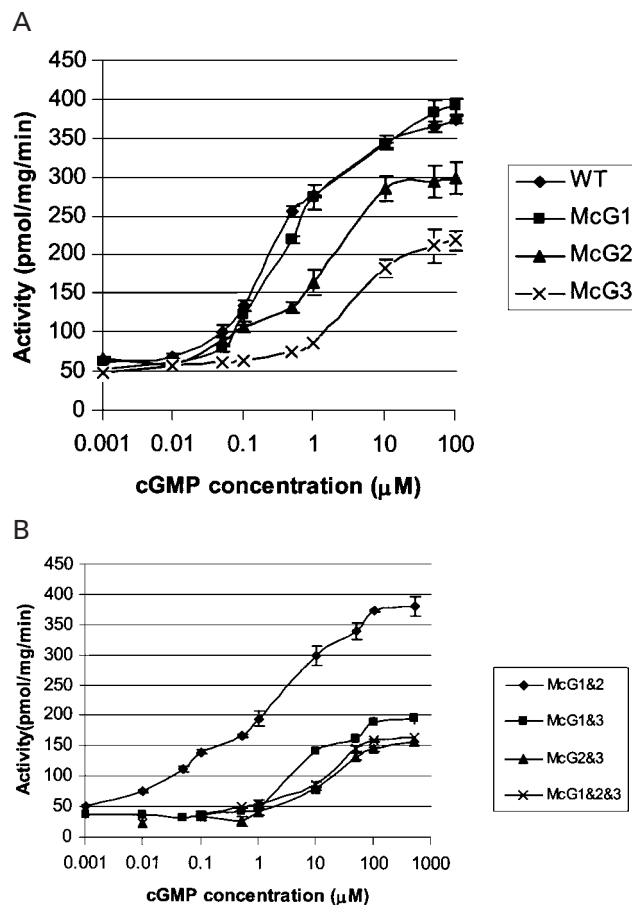 A
Activity (pmol/mg/min)
450
400
350
300
250
200
150
100
50
0
0.001 0.01 0.1 1 10 100
cGMP concentration (μM)
WT
McG1
McG2
McG3
B
Activity(pmol/mg/min)
450
400
350
300
250
200
150
100
50
0
0.001 0.01 0.1 1 10 100 1000
cGMP concentration (μM)
McG1&2
McG1&3
McG2&3
McG1&2&3